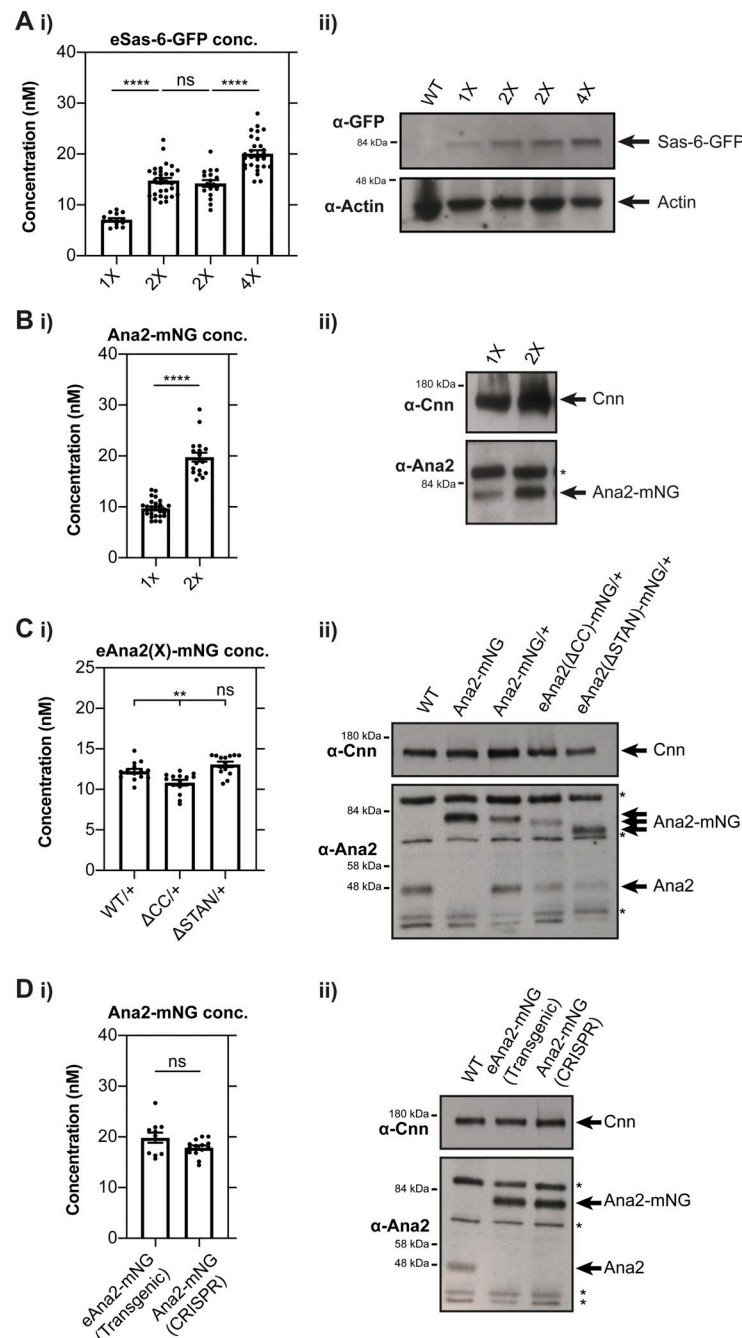 A i)
eSas-6-GFP conc.
Concentration (nM)
40
30
20
10
0
**** ns ****
1X 2X 2X 4X
ii)
WT 1X 2X 2X 4X
α-GFP
84 kDa
Sas-6-GFP
48 kDa
α-Actin
Actin
B i)
Ana2-mNG conc.
Concentration (nM)
40
30
20
10
0
****
1x 2x
ii)
1X 2X
180 kDa
α-Cnn
Cnn
α-Ana2
84 kDa
*
Ana2-mNG
C i)
eAna2(X)-mNG conc.
Concentration (nM)
25
20
15
10
5
0
** ns
WT/+ ΔCC/+ ΔSTAN/+
ii)
WT Ana2-mNG Ana2-mNG/+ eAna2(ΔCC)-mNG/+ eAna2(ΔSTAN)-mNG/+
180 kDa
α-Cnn
Cnn
*
84 kDa
Ana2-mNG
*
α-Ana2
58 kDa
48 kDa
Ana2
*
D i)
Ana2-mNG conc.
Concentration (nM)
40
30
20
10
0
ns
eAna2-mNG
(Transgenic)
Ana2-mNG
(CRISPR)
ii)
WT
eAna2-mNG
(Transgenic)
Ana2-mNG
(CRISPR)
180 kDa
α-Cnn
Cnn
*
84 kDa
Ana2-mNG
*
α-Ana2
58 kDa
48 kDa
Ana2
*
*